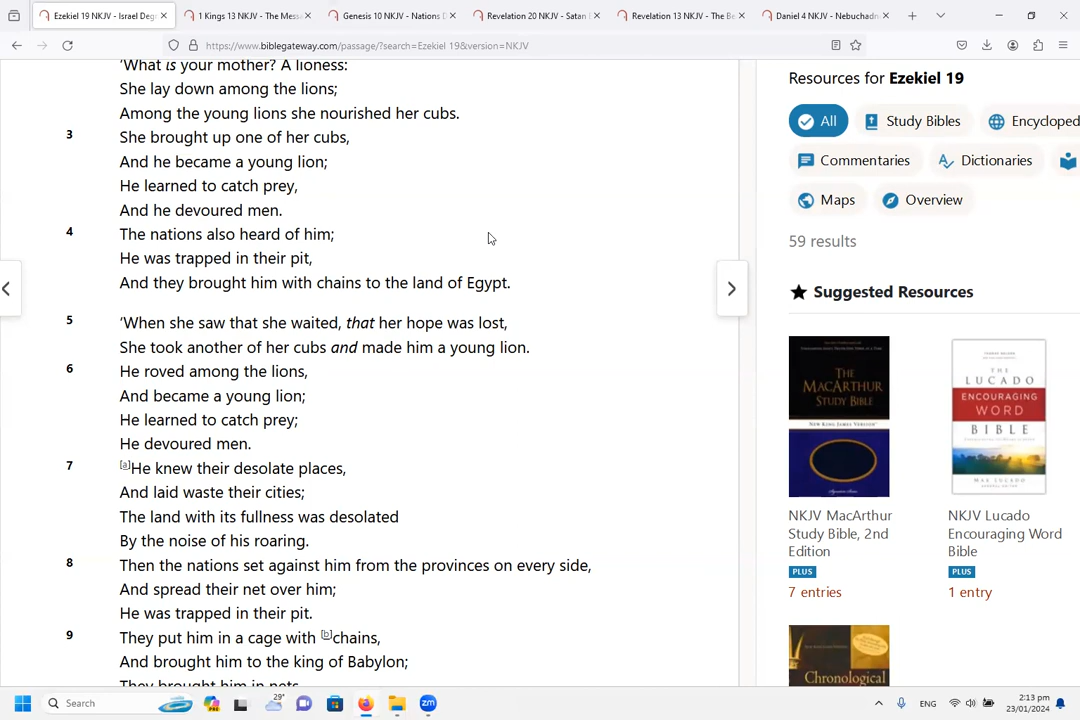 Ezekiel 19 NKJV - Israel Deg
1 Kings 13 NKJV - The Mess
Genesis 10 NKJV - Nations D
Revelation 20 NKJV - Satan
Revelation 13 NKJV - The Be
Daniel 4 NKJV - Nebuchadn
https://www.biblegateway.com/passage/?search=Ezekiel 19&version=NKJV
'What is your mother? A lioness:
She lay down among the lions;
Among the young lions she nourished her cubs.
3 She brought up one of her cubs,
And he became a young lion;
He learned to catch prey,
And he devoured men.
4 The nations also heard of him;
He was trapped in their pit,
And they brought him with chains to the land of Egypt.
5 'When she saw that she waited, that her hope was lost,
She took another of her cubs and made him a young lion.
6 He roved among the lions,
And became a young lion;
He learned to catch prey;
He devoured men.
7 [a]He knew their desolate places,
And laid waste their cities;
The land with its fullness was desolated
By the noise of his roaring.
8 Then the nations set against him from the provinces on every side,
And spread their net over him;
He was trapped in their pit.
9 They put him in a cage with [b]chains,
And brought him to the king of Babylon;
They brought him in nets,
Resources for Ezekiel 19
All
Study Bibles
Encycloped
Commentaries
Dictionaries
Maps
Overview
59 results
Suggested Resources
THE
MACARTHUR
STUDY BIBLE
NEW KING JAMES VERSION
THE
LUCADO
ENCOURAGING
WORD
BIBLE
MAX LUCADO
NKJV MacArthur
Study Bible, 2nd
Edition
PLUS
7 entries
NKJV Lucado
Encouraging Word
Bible
PLUS
1 entry
Chronological
Search
29°
zm
ENG
2:13 pm
23/01/2024